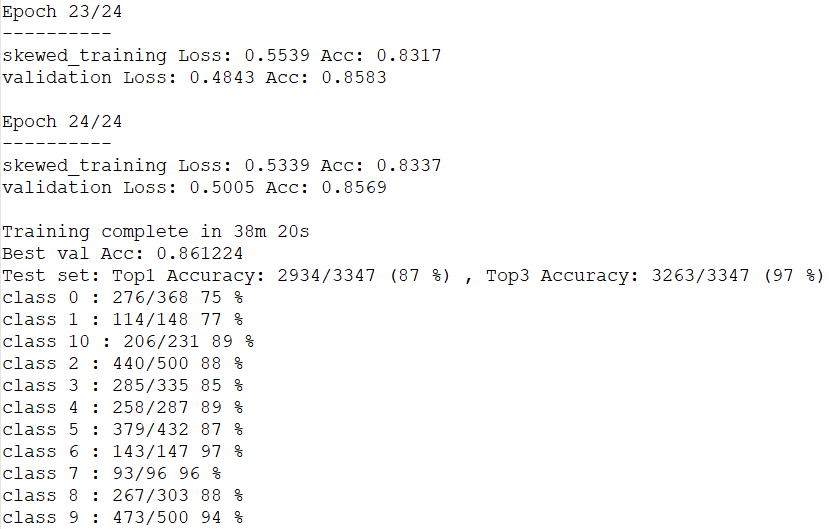 Epoch 23/24
----------
skewed_training Loss: 0.5539 Acc: 0.8317
validation Loss: 0.4843 Acc: 0.8583
Epoch 24/24
----------
skewed_training Loss: 0.5339 Acc: 0.8337
validation Loss: 0.5005 Acc: 0.8569
Training complete in 38m 20s
Best val Acc: 0.861224
Test set: Top1 Accuracy: 2934/3347 (87 %) , Top3 Accuracy: 3263/3347 (97 %)
class 0 : 276/368 75 %
class 1 : 114/148 77 %
class 10 : 206/231 89 %
class 2 : 440/500 88 %
class 3 : 285/335 85 %
class 4 : 258/287 89 %
class 5 : 379/432 87 %
class 6 : 143/147 97 %
class 7 : 93/96 96 %
class 8 : 267/303 88 %
class 9 : 473/500 94 %